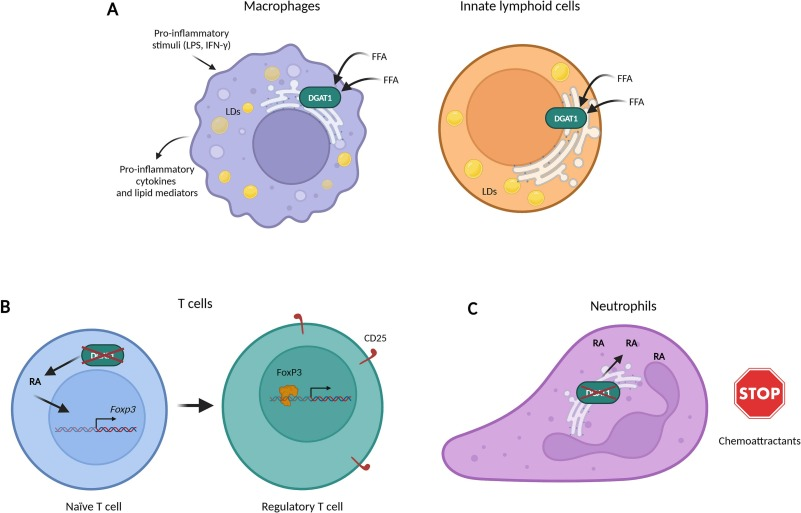 A
Macrophages
Pro-inflammatory
stimuli (LPS, IFN-γ)
FFA
FFA
DGAT1
LDs
Pro-inflammatory
cytokines
and lipid mediators
Innate lymphoid cells
FFA
FFA
DGAT1
LDs
B
T cells
DGAT1
RA
Foxp3
Naïve T cell
CD25
FoxP3
Regulatory T cell
C
Neutrophils
RA
RA
RA
DGAT1
STOP
Chemoattractants